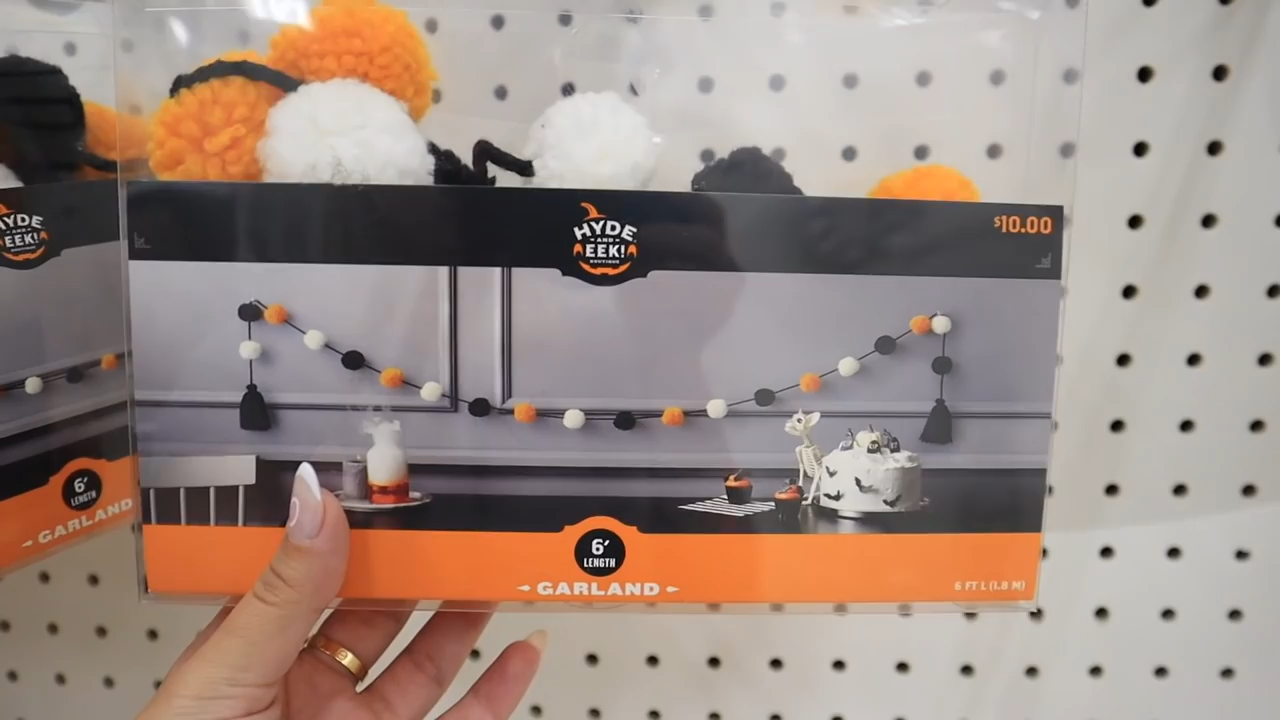 HYDE
AND
EEK!
BOUTIQUE
$10.00
6'
LENGTH
GARLAND
6 FT L (1.8 M)
HYDE
EEK!
6'
LENGTH
GARLAND